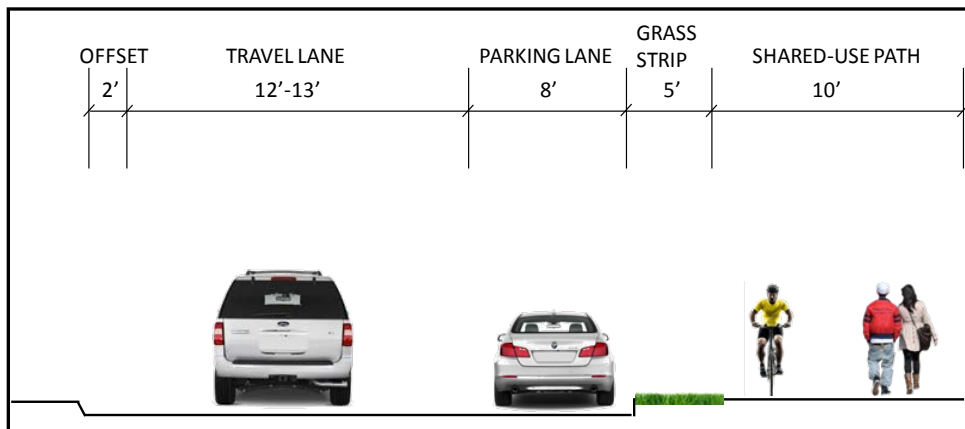 OFFSET
2’
TRAVEL LANE
12’-13’
PARKING LANE
8’
GRASS
STRIP
5’
SHARED-USE PATH
10’